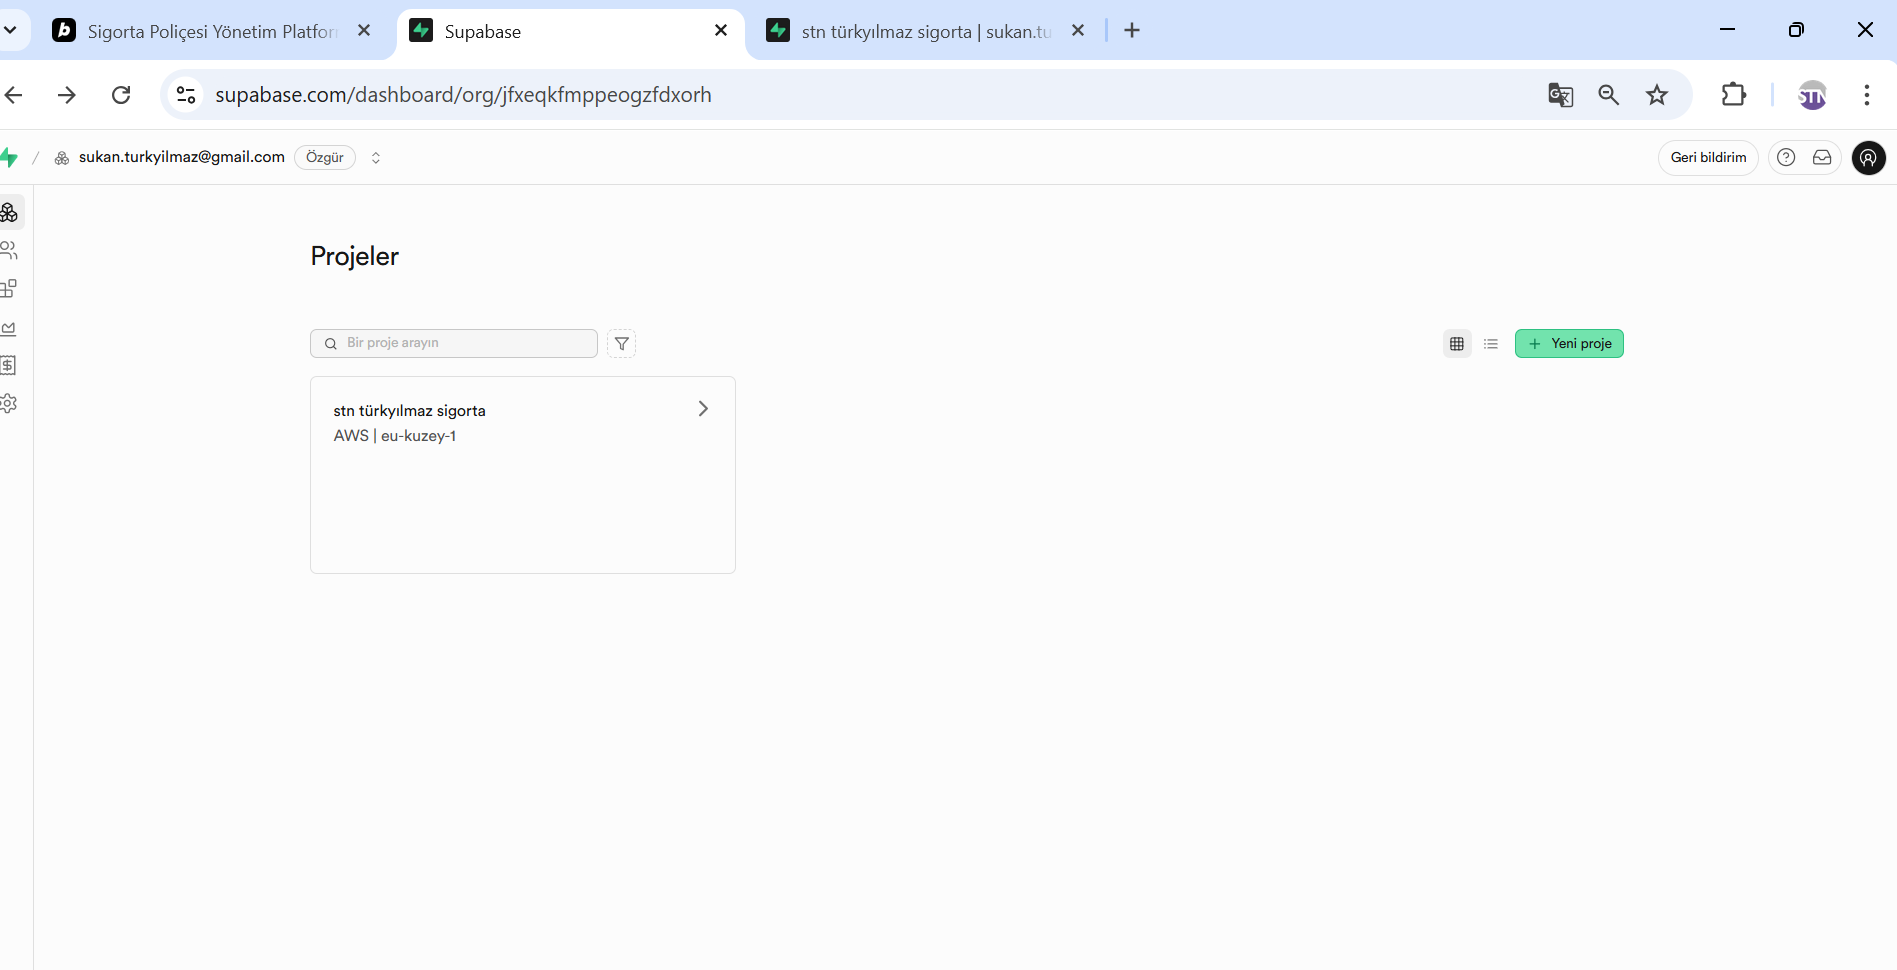 Sigorta Poliçesi Yönetim Platfor
Supabase
stn türkyılmaz sigorta | sukan.tu
supabase.com/dashboard/org/jfxeqkfmppeogzfdxorh
STN
/ sukan.turkyilmaz@gmail.com Özgür
Geri bildirim
Projeler
Bir proje arayın
Yeni proje
stn türkyılmaz sigorta
AWS | eu-kuzey-1